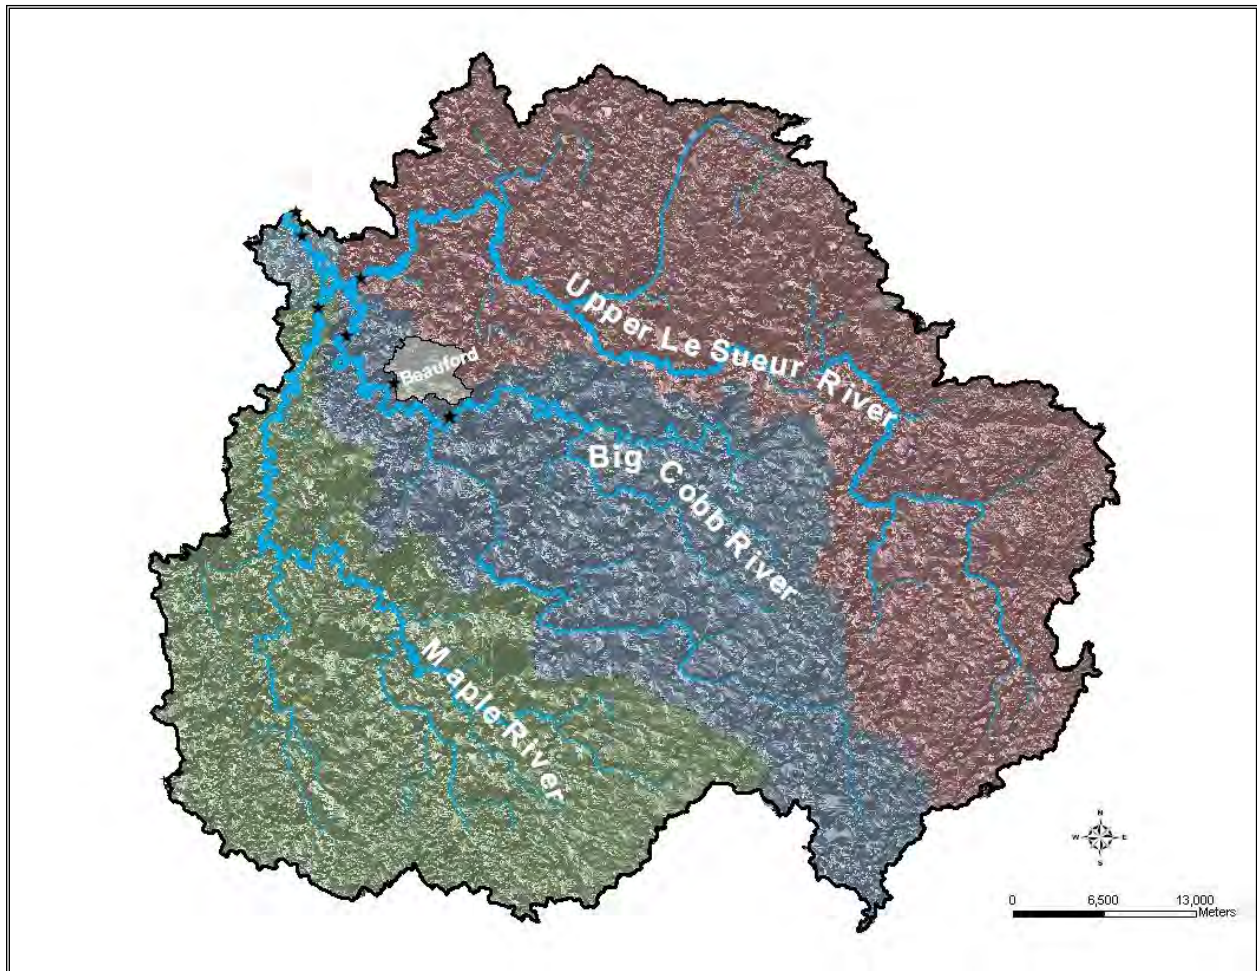 Upper Le Sueur River
Beauford
Big Cobb River
Maple River
N
W E
S
0 6,500 13,000
Meters